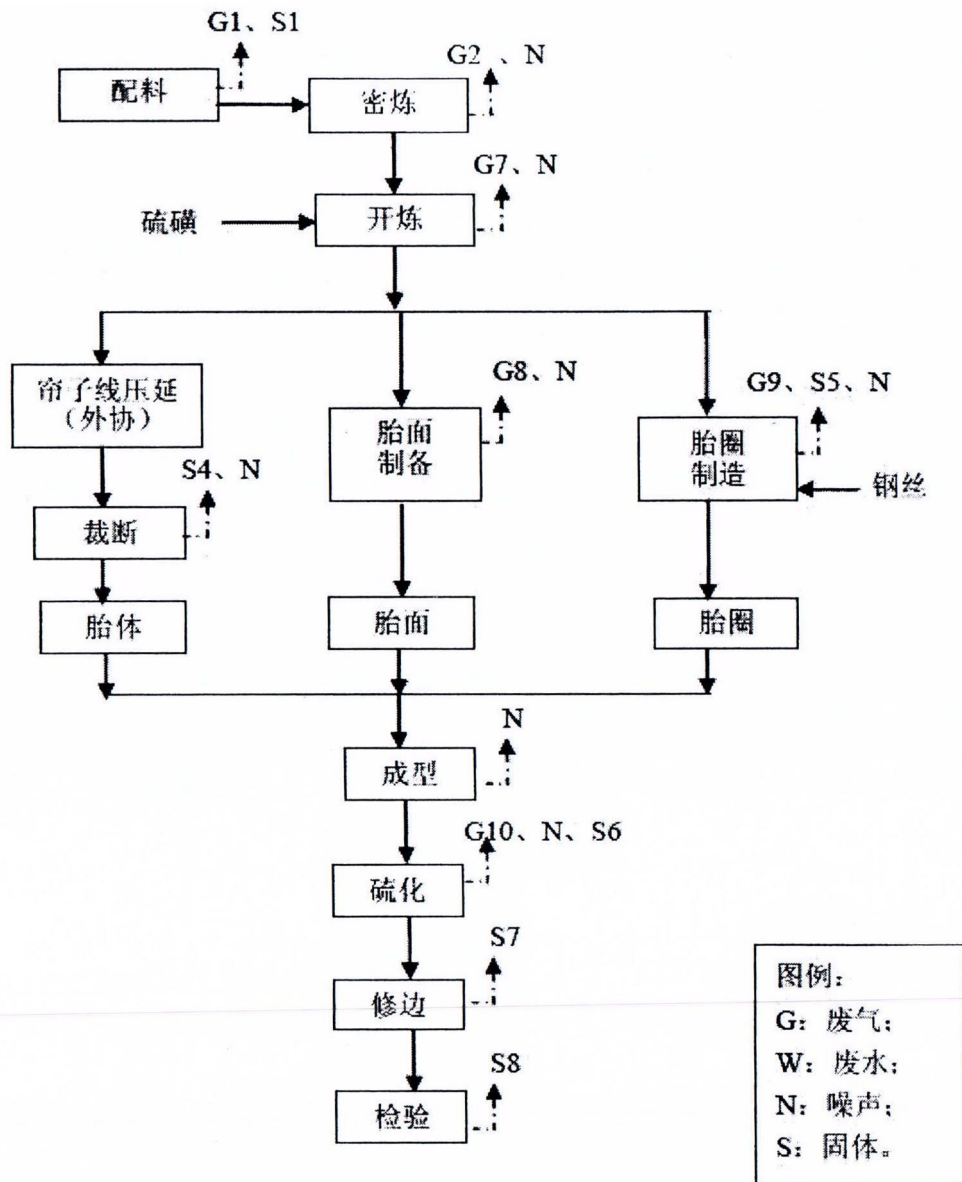 G1、S1
配料
G2、N
密炼
G7、N
硫磺
开炼
帘子线压延
（外协）
G8、N
胎面
制备
G9、S5、N
胎圈
制造
钢丝
S4、N
裁断
胎体
胎面
胎圈
N
成型
G10、N、S6
硫化
S7
修边
S8
检验
图例：
G：废气；
W：废水；
N：噪声；
S：固体。